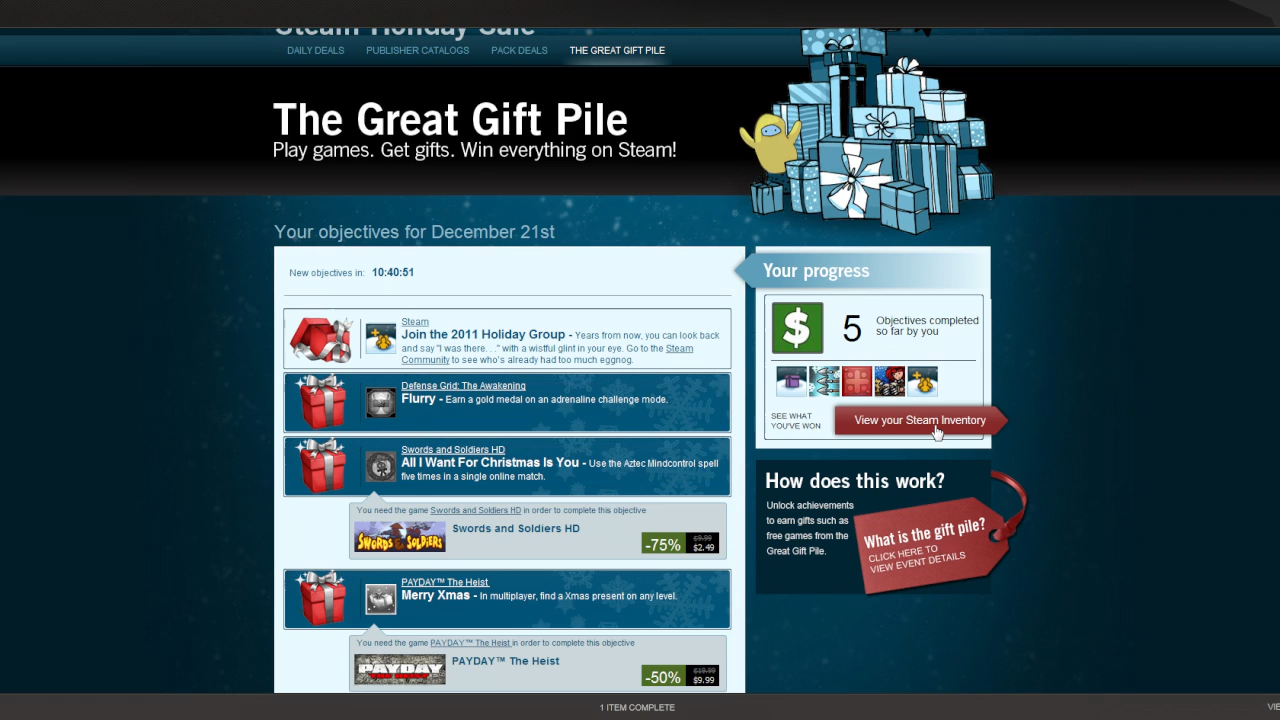 Steam Holiday Sale
DAILY DEALS PUBLISHER CATALOGS PACK DEALS THE GREAT GIFT PILE
The Great Gift Pile
Play games. Get gifts. Win everything on Steam!
Your objectives for December 21st
New objectives in: 10:40:51
Steam
Join the 2011 Holiday Group - Years from now, you can look back
and say "I was there. . ." with a wistful glint in your eye. Go to the Steam
Community to see who's already had too much eggnog.
Defense Grid: The Awakening
Flurry - Earn a gold medal on an adrenaline challenge mode.
Swords and Soldiers HD
All I Want For Christmas Is You - Use the Aztec Mindcontrol spell
five times in a single online match.
You need the game Swords and Soldiers HD in order to complete this objective
SWORDS & SOLDIERS
Swords and Soldiers HD
-75%
$9.99
$2.49
PAYDAY™ The Heist
Merry Xmas - In multiplayer, find a Xmas present on any level.
You need the game PAYDAY™ The Heist in order to complete this objective
PAYDAY
THE HEIST
PAYDAY™ The Heist
-50%
$19.99
$9.99
Your progress
$
5
Objectives completed
so far by you
SEE WHAT
YOU'VE WON
View your Steam Inventory
How does this work?
Unlock achievements
to earn gifts such as
free games from the
Great Gift Pile.
What is the gift pile?
CLICK HERE TO
VIEW EVENT DETAILS
1 ITEM COMPLETE
VIE